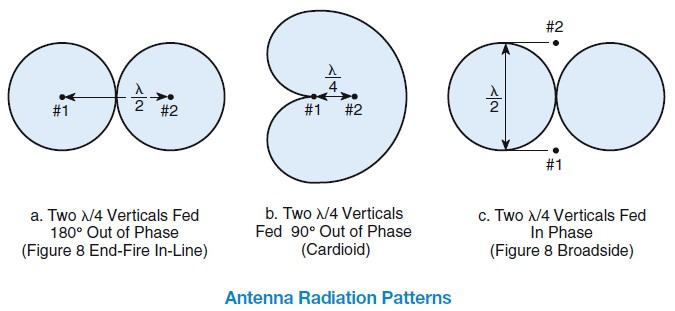 #1
λ
2
#2
λ
4
#1
#2
#2
λ
2
#1
a. Two λ/4 Verticals Fed
180° Out of Phase
(Figure 8 End-Fire In-Line)
b. Two λ/4 Verticals
Fed 90° Out of Phase
(Cardioid)
c. Two λ/4 Verticals Fed
In Phase
(Figure 8 Broadside)
Antenna Radiation Patterns